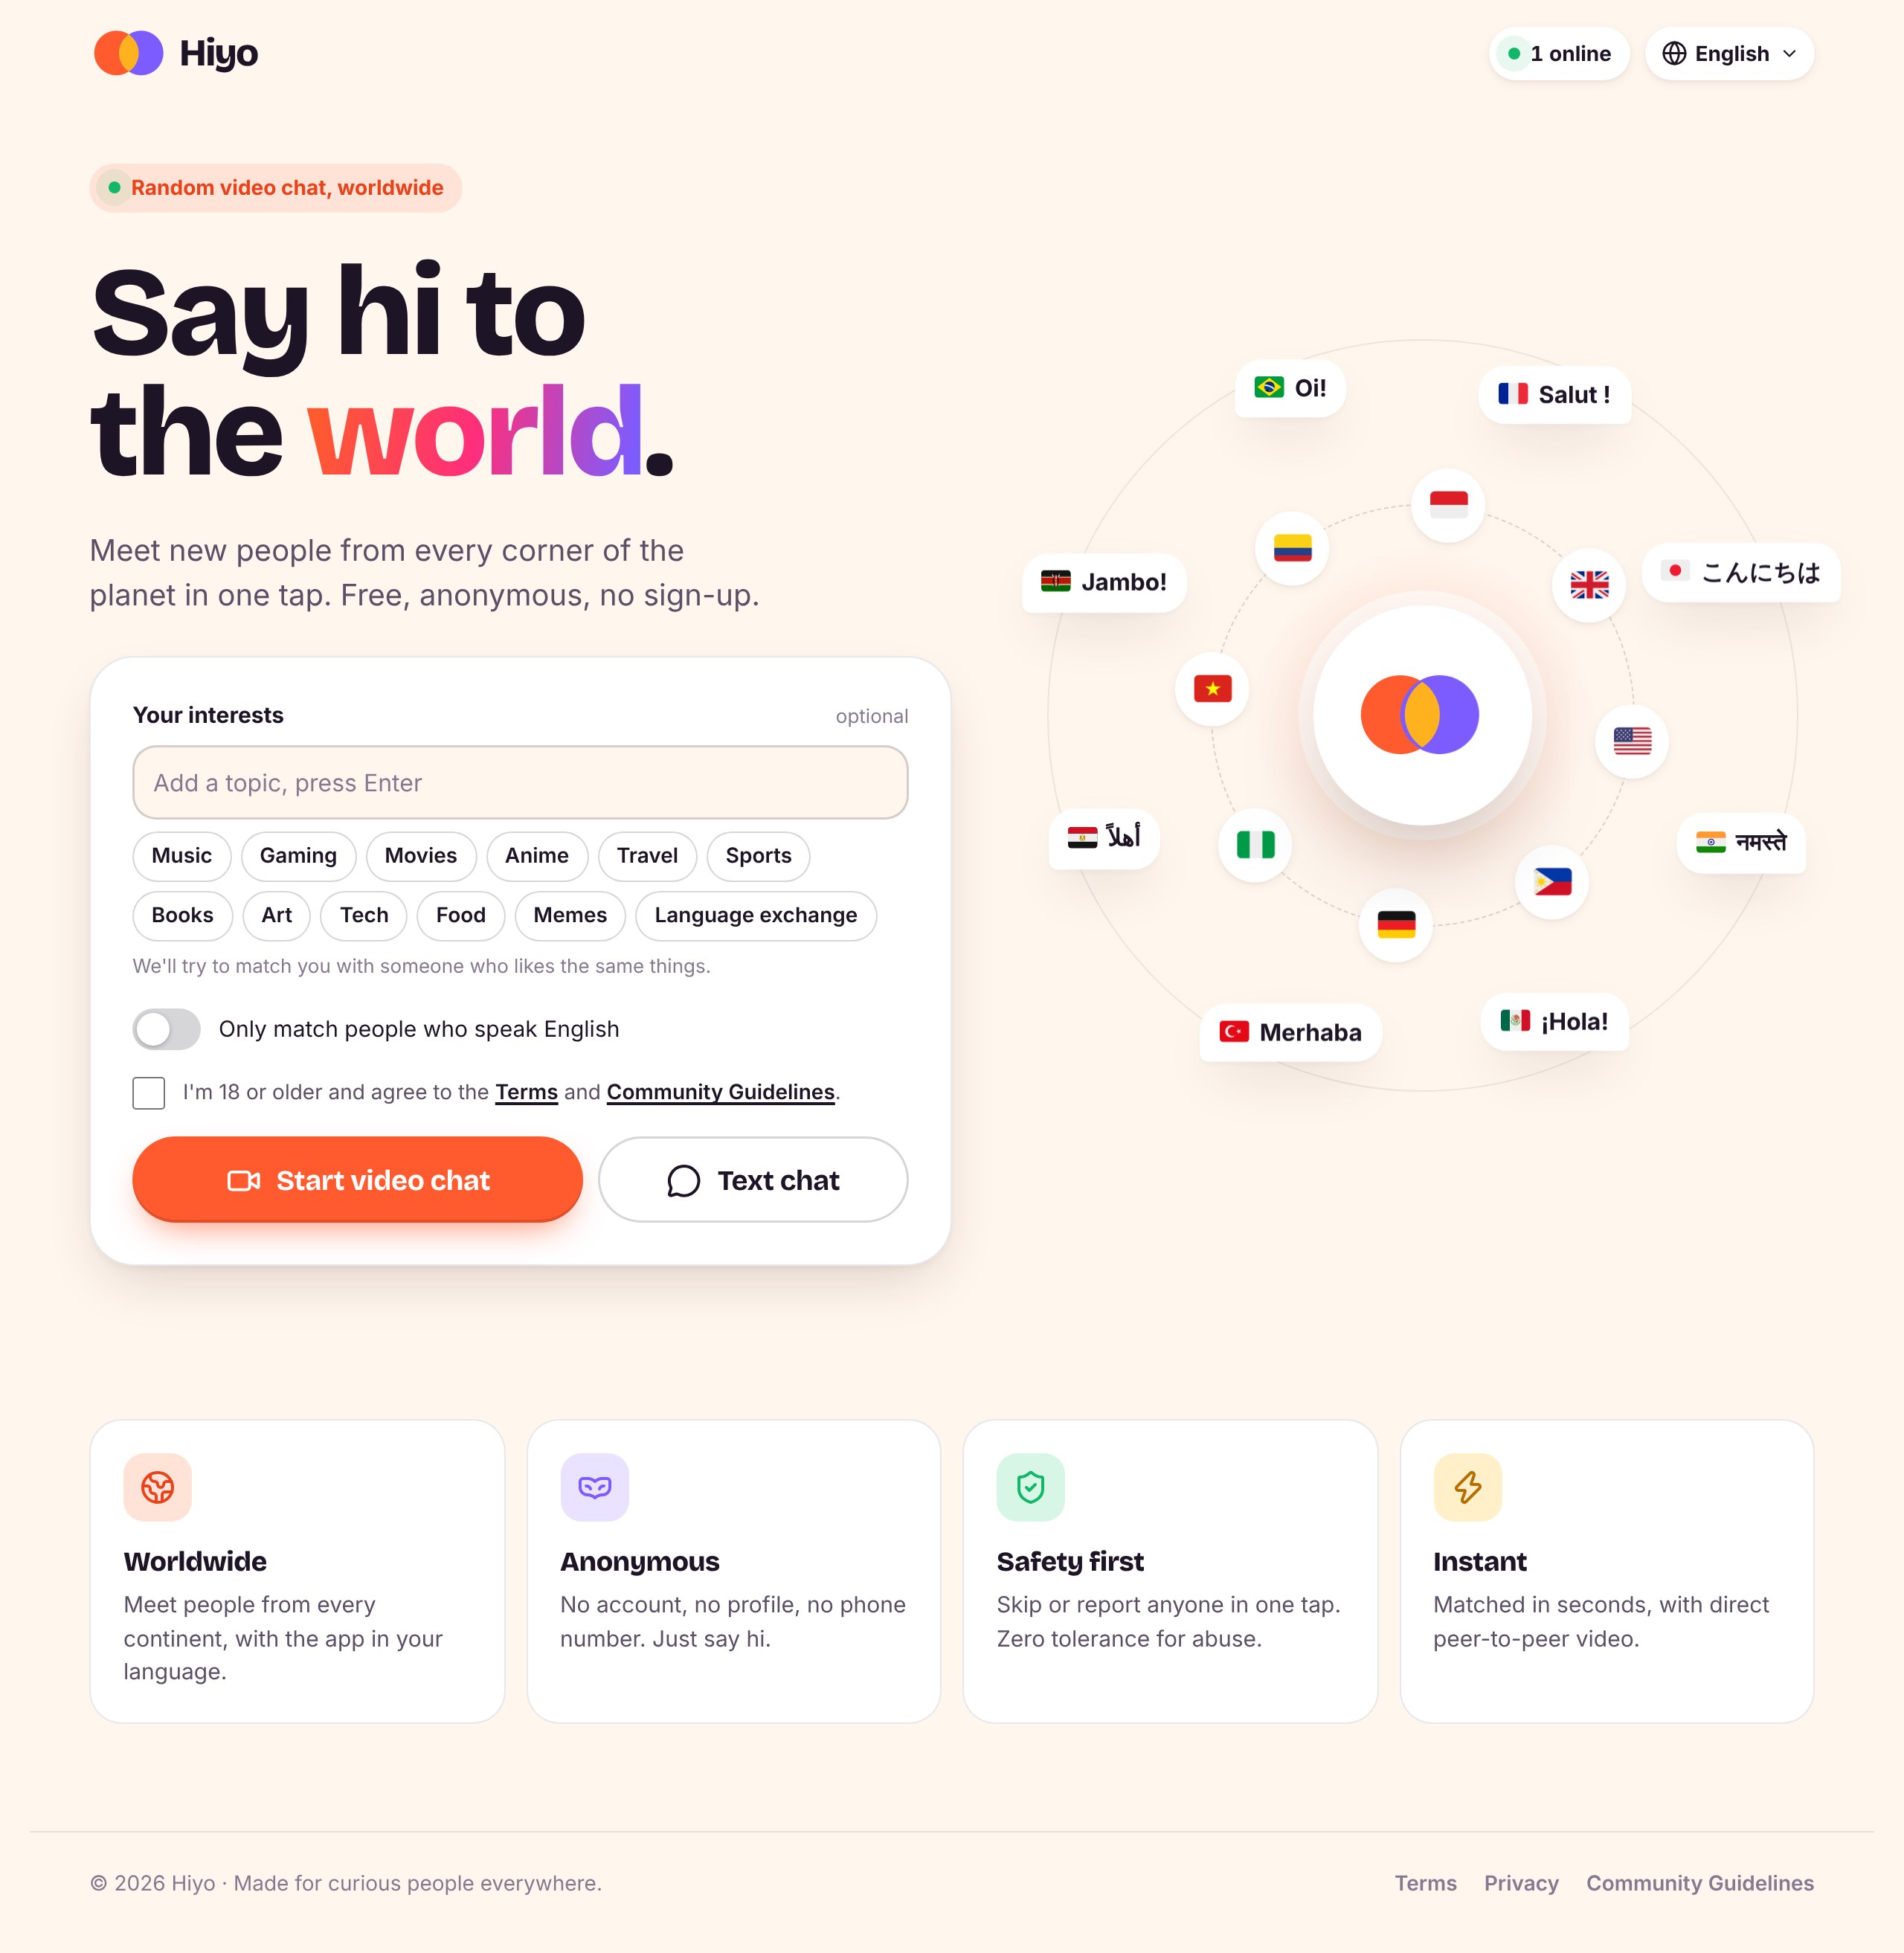 Hiyo
1 online
English
Random video chat, worldwide
Say hi to
the world.
Meet new people from every corner of the
planet in one tap. Free, anonymous, no sign-up.
Your interests
optional
Add a topic, press Enter
Music Gaming Movies Anime Travel Sports
Books Art Tech Food Memes Language exchange
We'll try to match you with someone who likes the same things.
Only match people who speak English
I'm 18 or older and agree to the Terms and Community Guidelines.
Start video chat
Text chat
Oi!
Salut !
Jambo!
こんにちは
أهلاً
नमस्ते
Merhaba
¡Hola!
Worldwide
Meet people from every
continent, with the app in your
language.
Anonymous
No account, no profile, no phone
number. Just say hi.
Safety first
Skip or report anyone in one tap.
Zero tolerance for abuse.
Instant
Matched in seconds, with direct
peer-to-peer video.
© 2026 Hiyo · Made for curious people everywhere.
Terms Privacy Community Guidelines